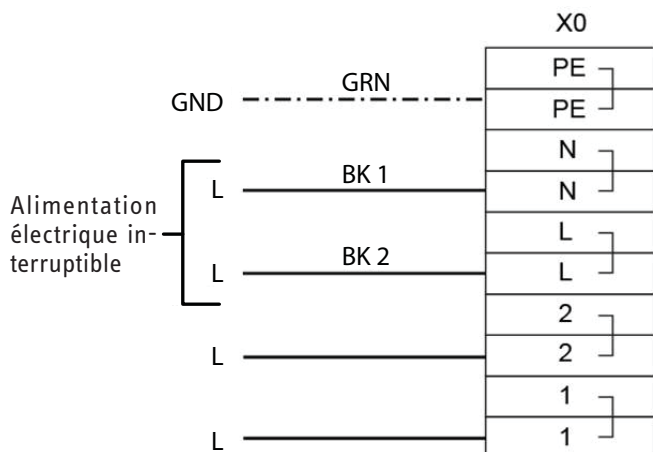 X0
PE
GRN
GND
PE
N
L
BK 1
N
Alimentation
électrique in-
terruptible
L
L
BK 2
L
2
L
2
1
L
1